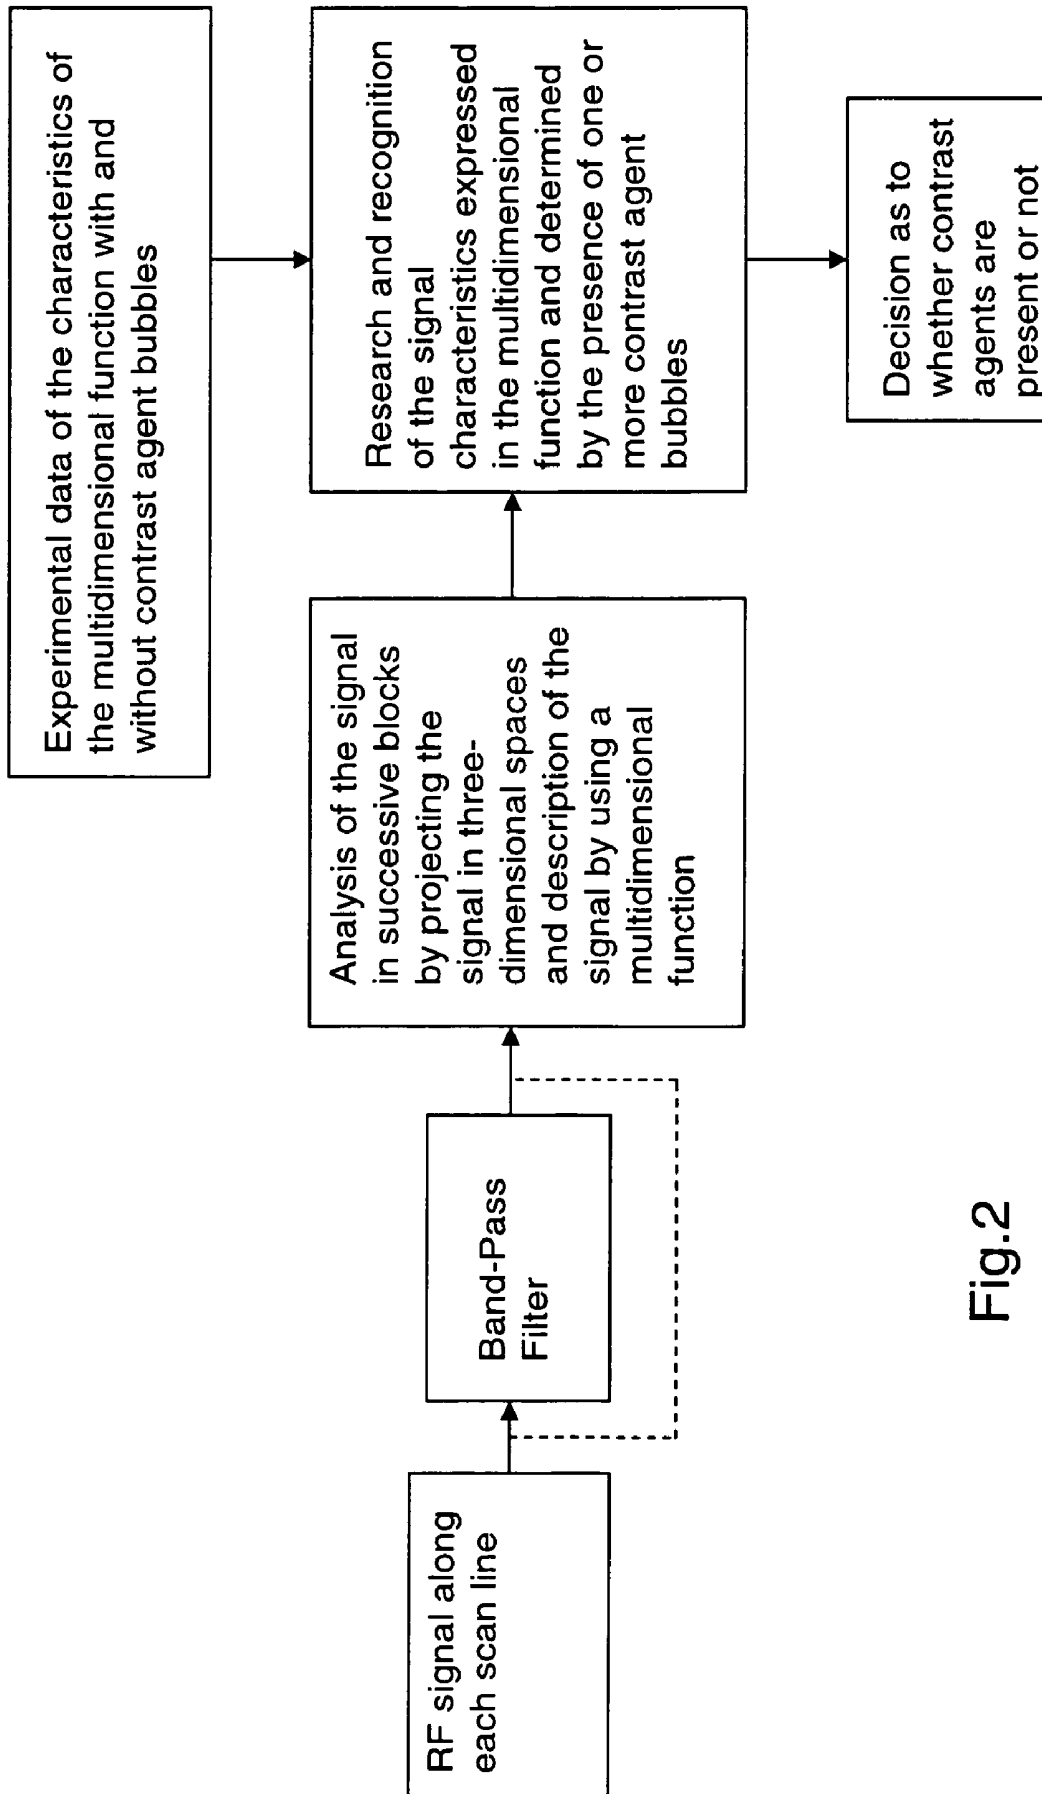 RF signal along
each scan line
Band-Pass
Filter
Analysis of the signal
in successive blocks
by projecting the
signal in three-
dimensional spaces
and description of the
signal by using a
multidimensional
function
Experimental data of the characteristics of
the multidimensional function with and
without contrast agent bubbles
Research and recognition
of the signal
characteristics expressed
in the multidimensional
function and determined
by the presence of one or
more contrast agent
bubbles
Decision as to
whether contrast
agents are
present or not
Fig.2